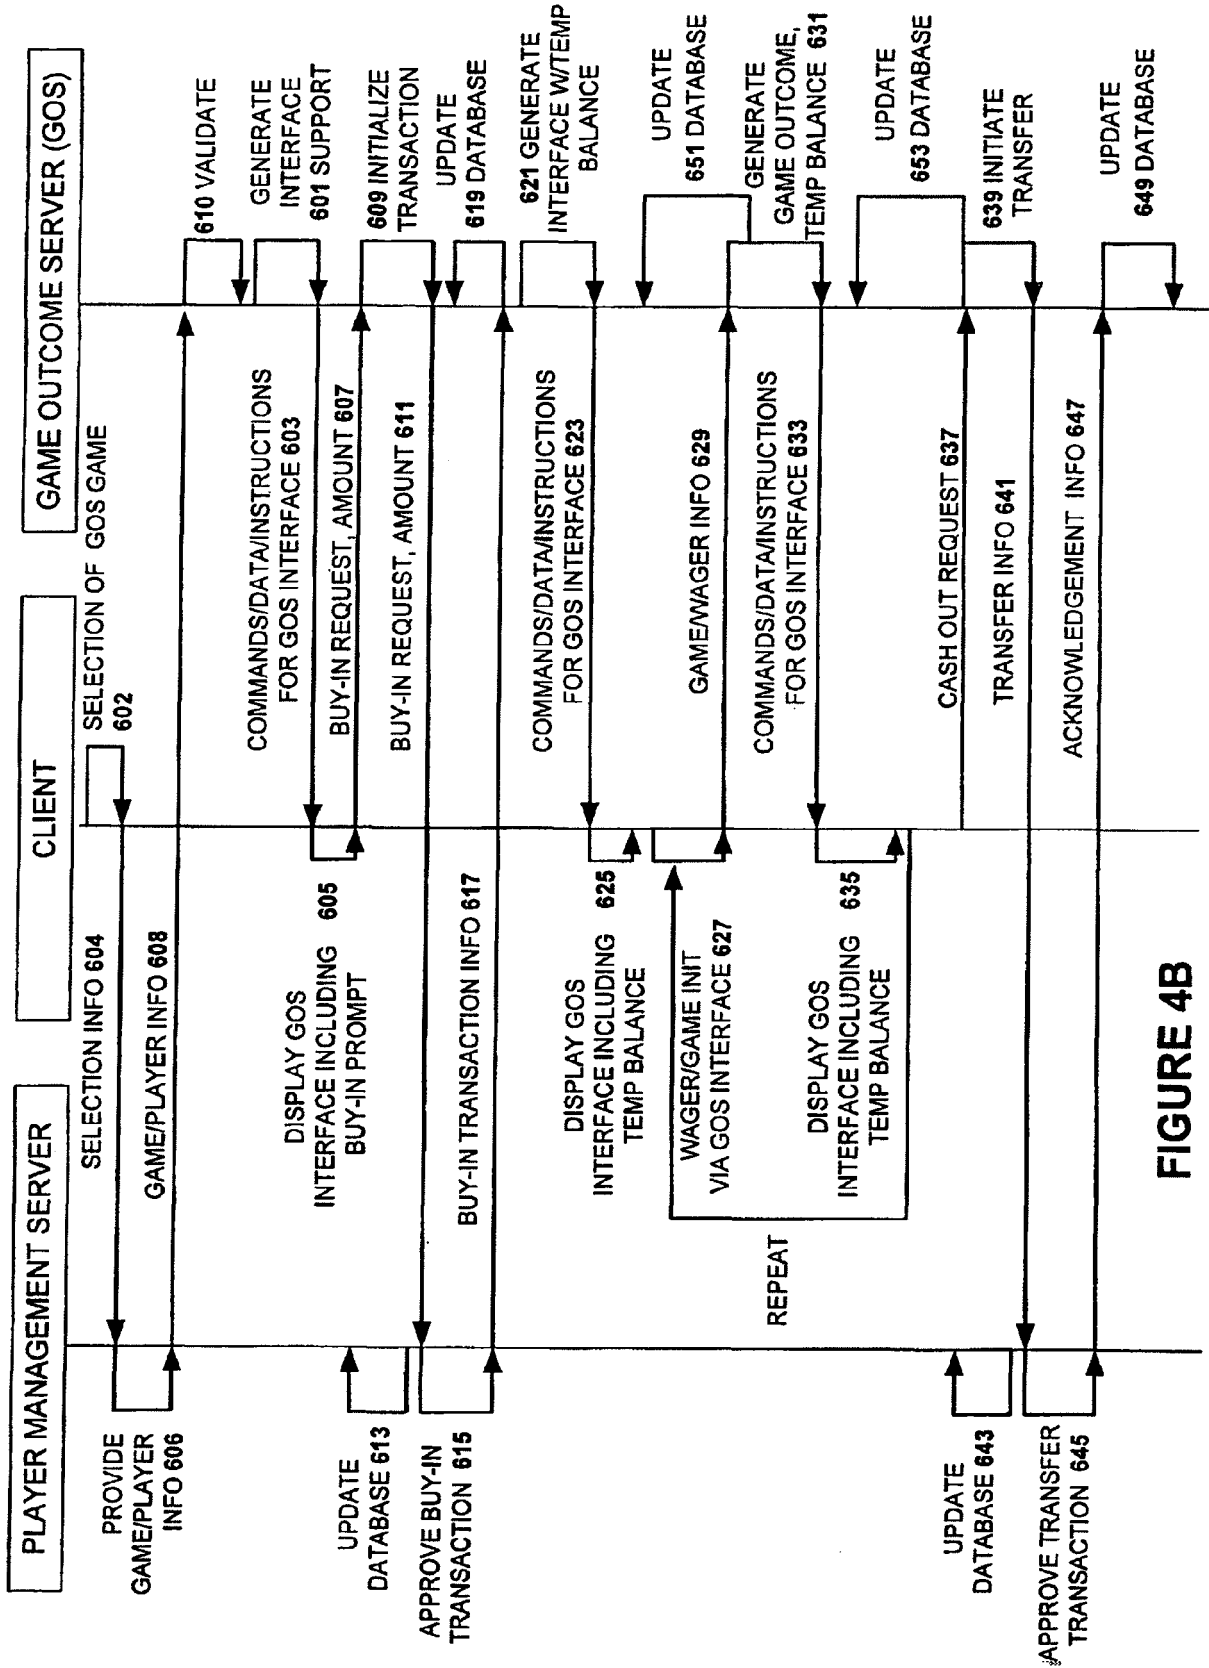 PLAYER MANAGEMENT SERVER
CLIENT
GAME OUTCOME SERVER (GOS)
SELECTION OF GOS GAME
602
SELECTION INFO 604
PROVIDE
GAME/PLAYER
INFO 606
GAME/PLAYER INFO 608
610 VALIDATE
GENERATE
INTERFACE
601 SUPPORT
COMMANDS/DATA/INSTRUCTIONS
FOR GOS INTERFACE 603
DISPLAY GOS
INTERFACE INCLUDING 605
BUY-IN PROMPT
BUY-IN REQUEST, AMOUNT 607
609 INITIALIZE
TRANSACTION
BUY-IN REQUEST, AMOUNT 611
UPDATE
DATABASE 613
APPROVE BUY-IN
TRANSACTION 615
BUY-IN TRANSACTION INFO 617
UPDATE
619 DATABASE
621 GENERATE
INTERFACE W/TEMP
BALANCE
COMMANDS/DATA/INSTRUCTIONS
FOR GOS INTERFACE 623
DISPLAY GOS
INTERFACE INCLUDING 625
TEMP BALANCE
WAGER/GAME INIT
VIA GOS INTERFACE 627
GAME/WAGER INFO 629
UPDATE
651 DATABASE
GENERATE
GAME OUTCOME,
TEMP BALANCE 631
COMMANDS/DATA/INSTRUCTIONS
FOR GOS INTERFACE 633
DISPLAY GOS
INTERFACE INCLUDING 635
TEMP BALANCE
REPEAT
UPDATE
653 DATABASE
CASH OUT REQUEST 637
639 INITIATE
TRANSFER
TRANSFER INFO 641
UPDATE
DATABASE 643
APPROVE TRANSFER
TRANSACTION 645
ACKNOWLEDGEMENT INFO 647
UPDATE
649 DATABASE
FIGURE 4B